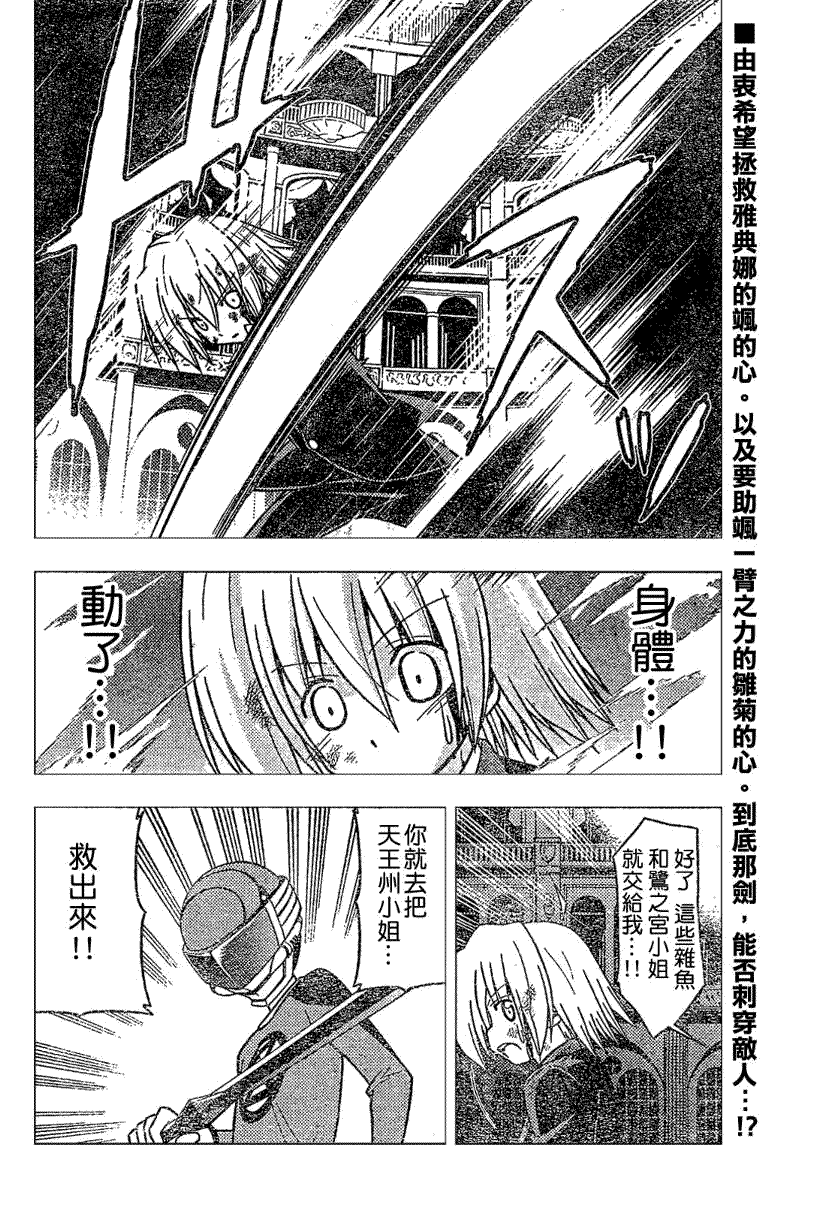 ■由衷希望拯救雅典娜的颯的心。以及要助颯一臂之力的雛菊的心。到底那劍，能否刺穿敵人…!?
身體…!!
動了…!!
好了 這些雜魚
和鷺之宮小姐
就交給我…!!
你就去把
天王州小姐…
救出來!!